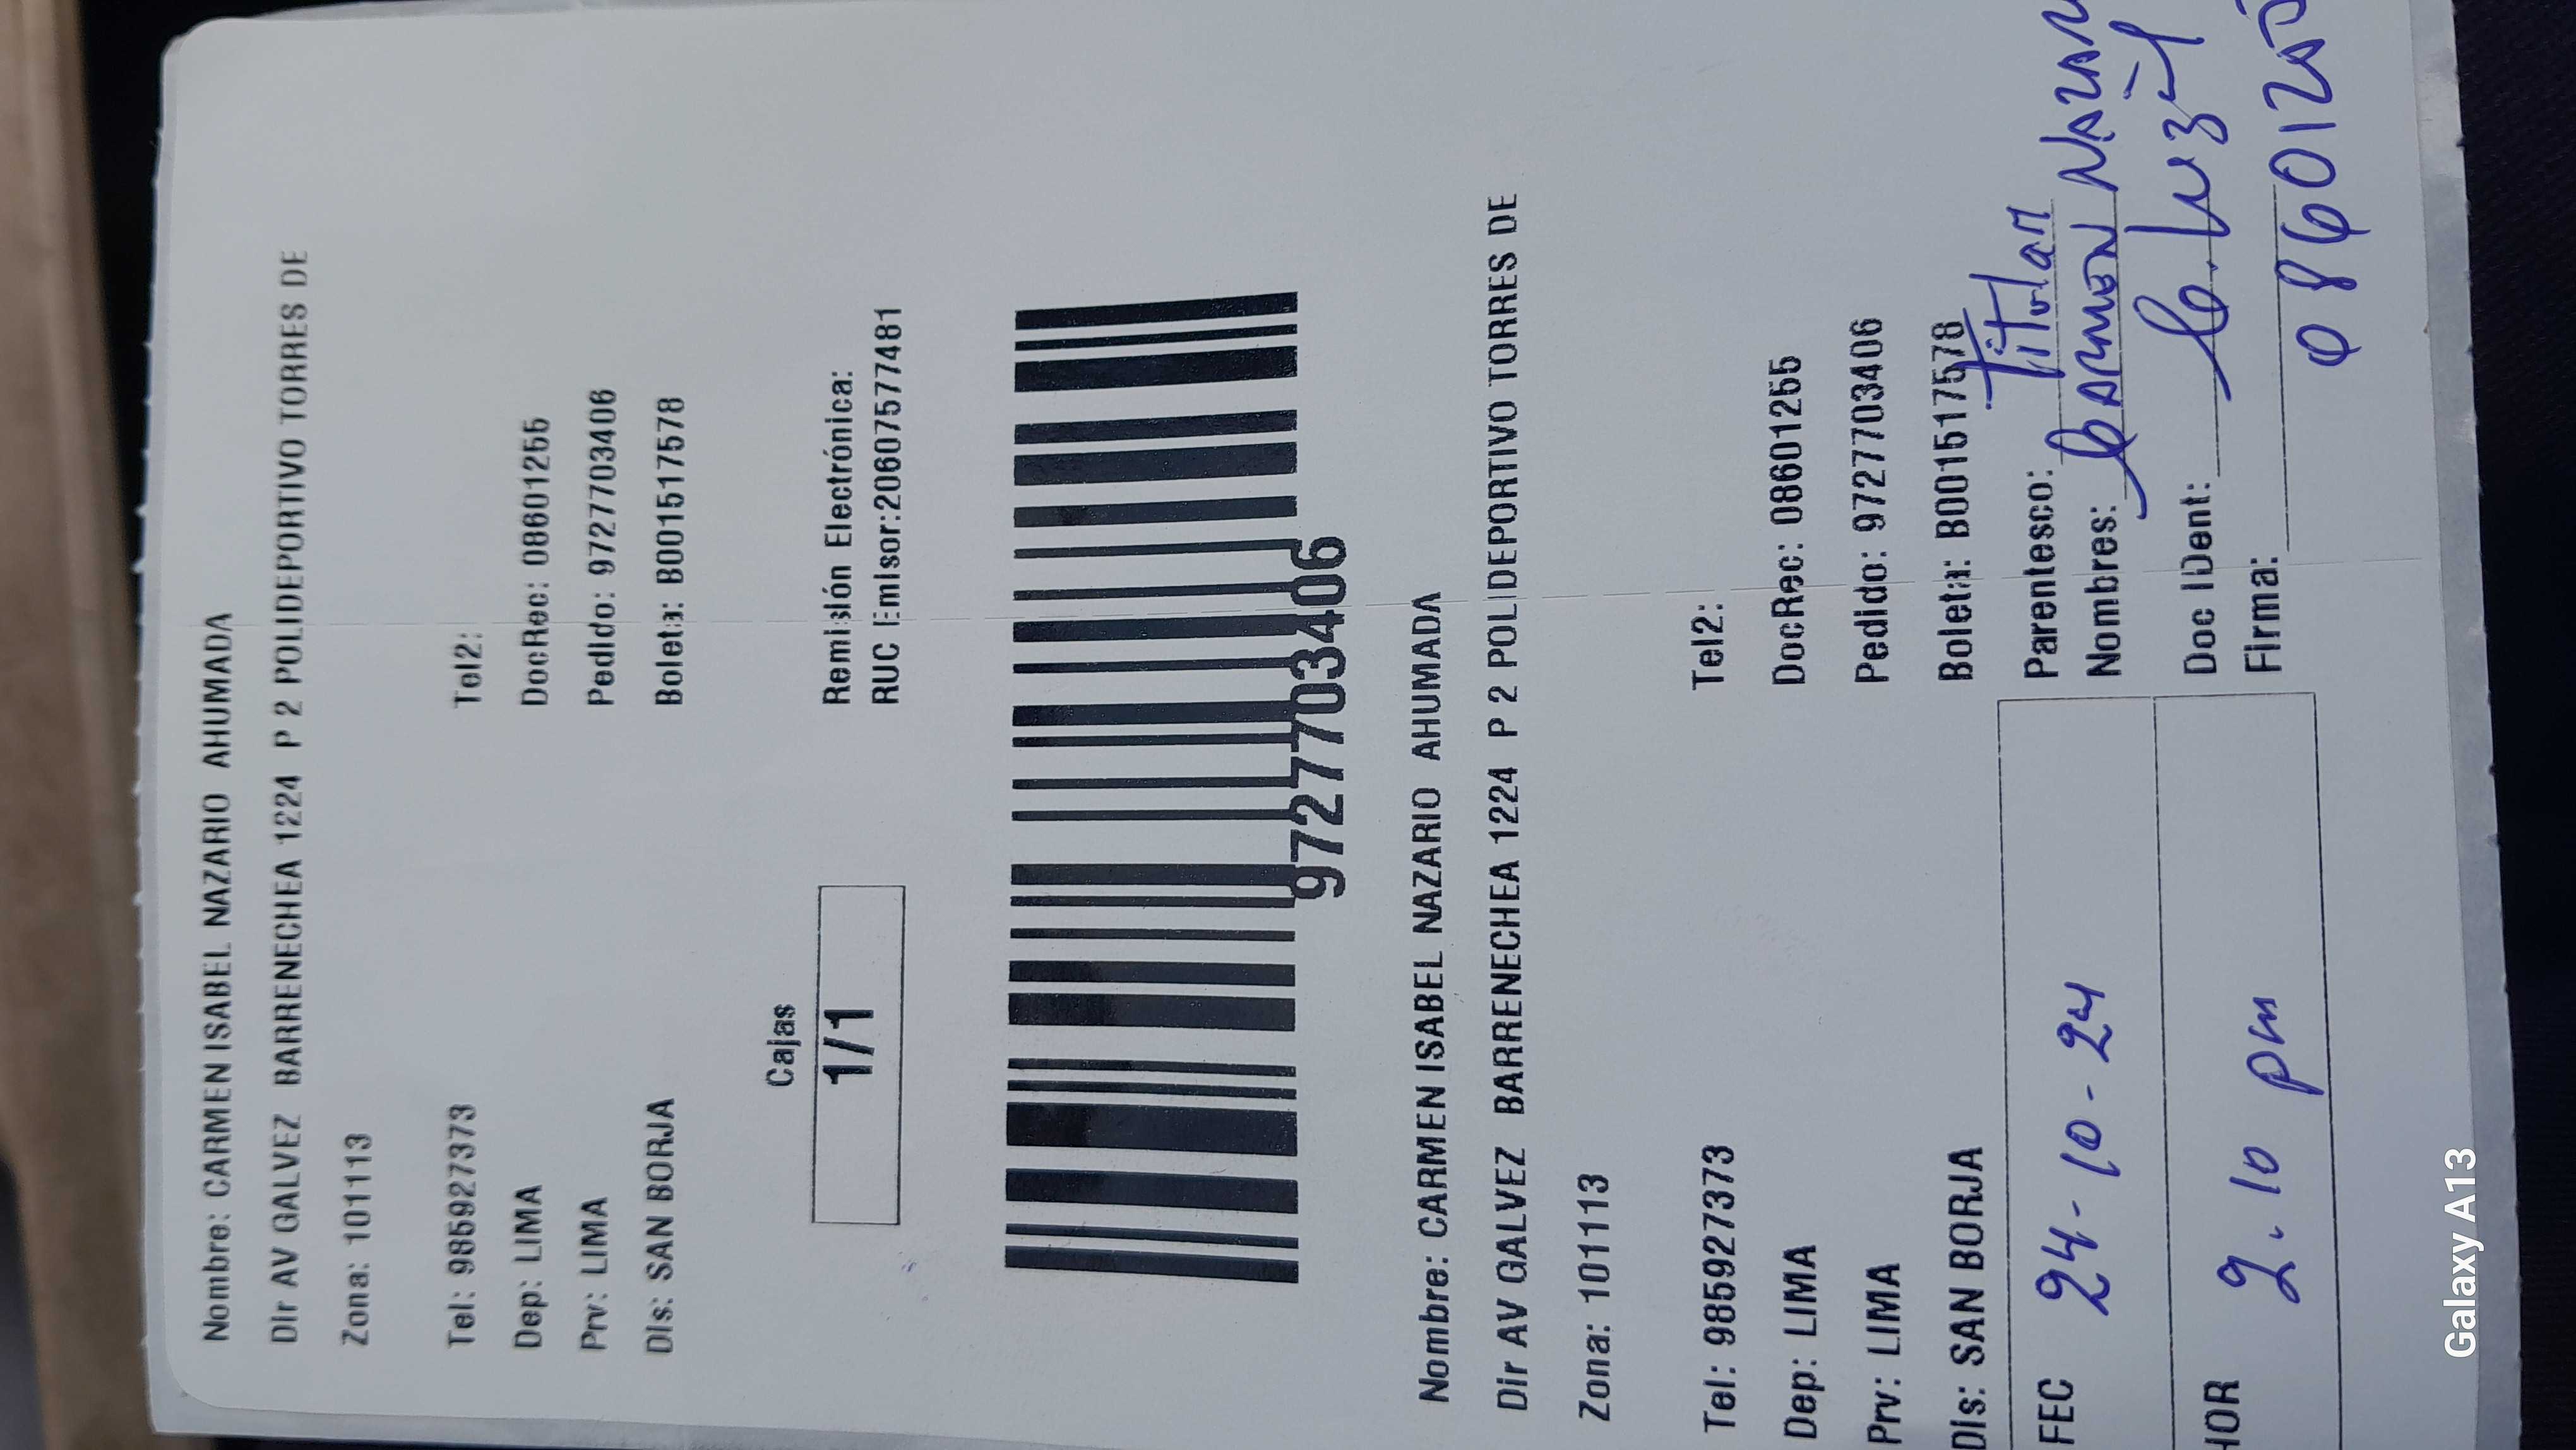 Nombre: CARMEN ISABEL NAZARIO AHUMADA
Dir AV GALVEZ BARRENECHEA 1224 P 2 POLIDEPORTIVO TORRES DE
Zona: 101113
Tel: 985927373 Tel2:
Dep: LIMA DocRec: 08601255
Prv: LIMA Pedido: 9727703406
Dis: SAN BORJA Boleta: B001517578
Cajas
1/1
Remisión Electrónica:
RUC Emisor:20607577481
9727703406
Nombre: CARMEN ISABEL NAZARIO AHUMADA
Dir AV GALVEZ BARRENECHEA 1224 P 2 POLIDEPORTIVO TORRES DE
Zona: 101113
Tel: 985927373 Tel2:
Dep: LIMA DocRec: 08601255
Prv: LIMA Pedido: 9727703406
Dis: SAN BORJA Boleta: B001517578
FEC 24-10-24
HOR 2.10 pm
Parentesco: Titular
Nombres: Carmen
Doc IDent:
Firma:
Galaxy A13